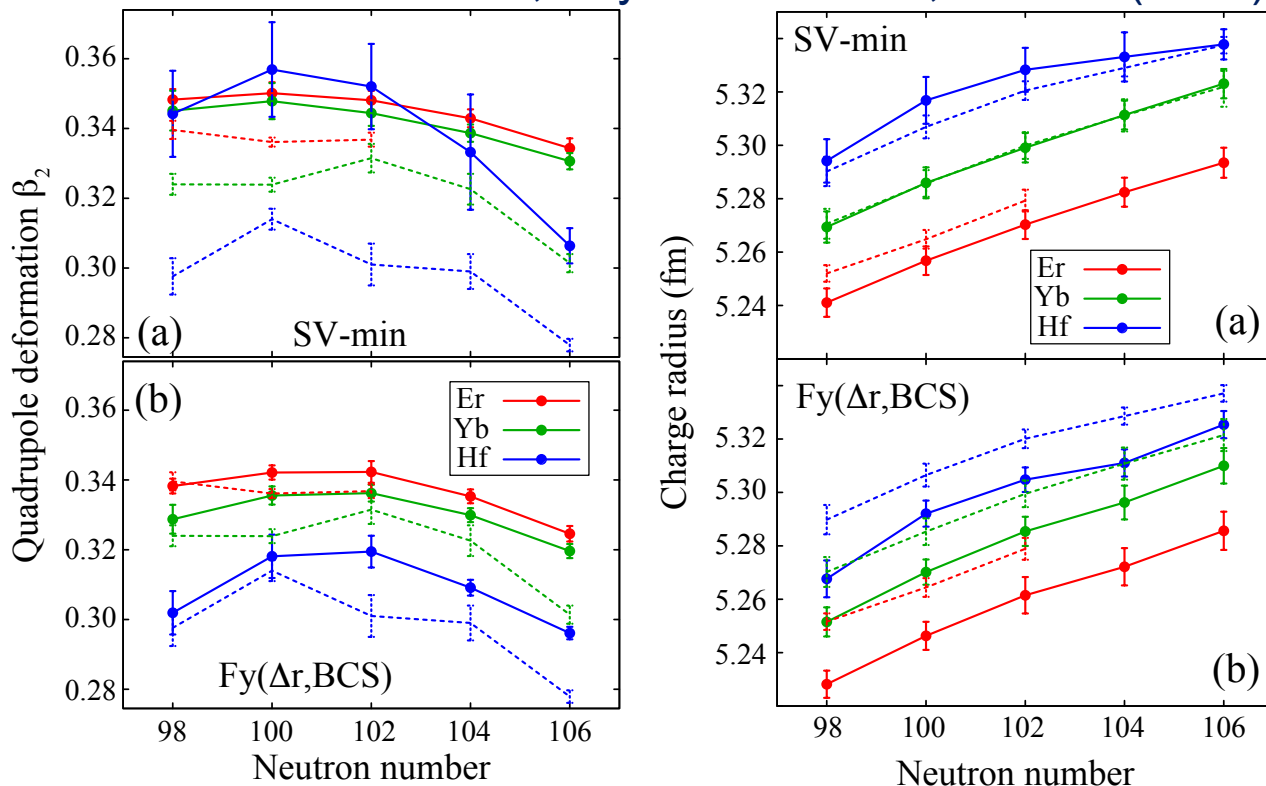 0.36
0.34
0.32
0.30
0.28
(a)
SV-min
(b)
Er
Yb
Hf
0.36
0.34
0.32
0.30
0.28
Fy(Δr,BCS)
98 100 102 104 106
Neutron number
Quadrupole deformation β2
SV-min
5.32
5.30
5.28
5.26
5.24
Er
Yb
Hf
(a)
Fy(Δr,BCS)
5.32
5.30
5.28
5.26
5.24
(b)
98 100 102 104 106
Neutron number
Charge radius (fm)